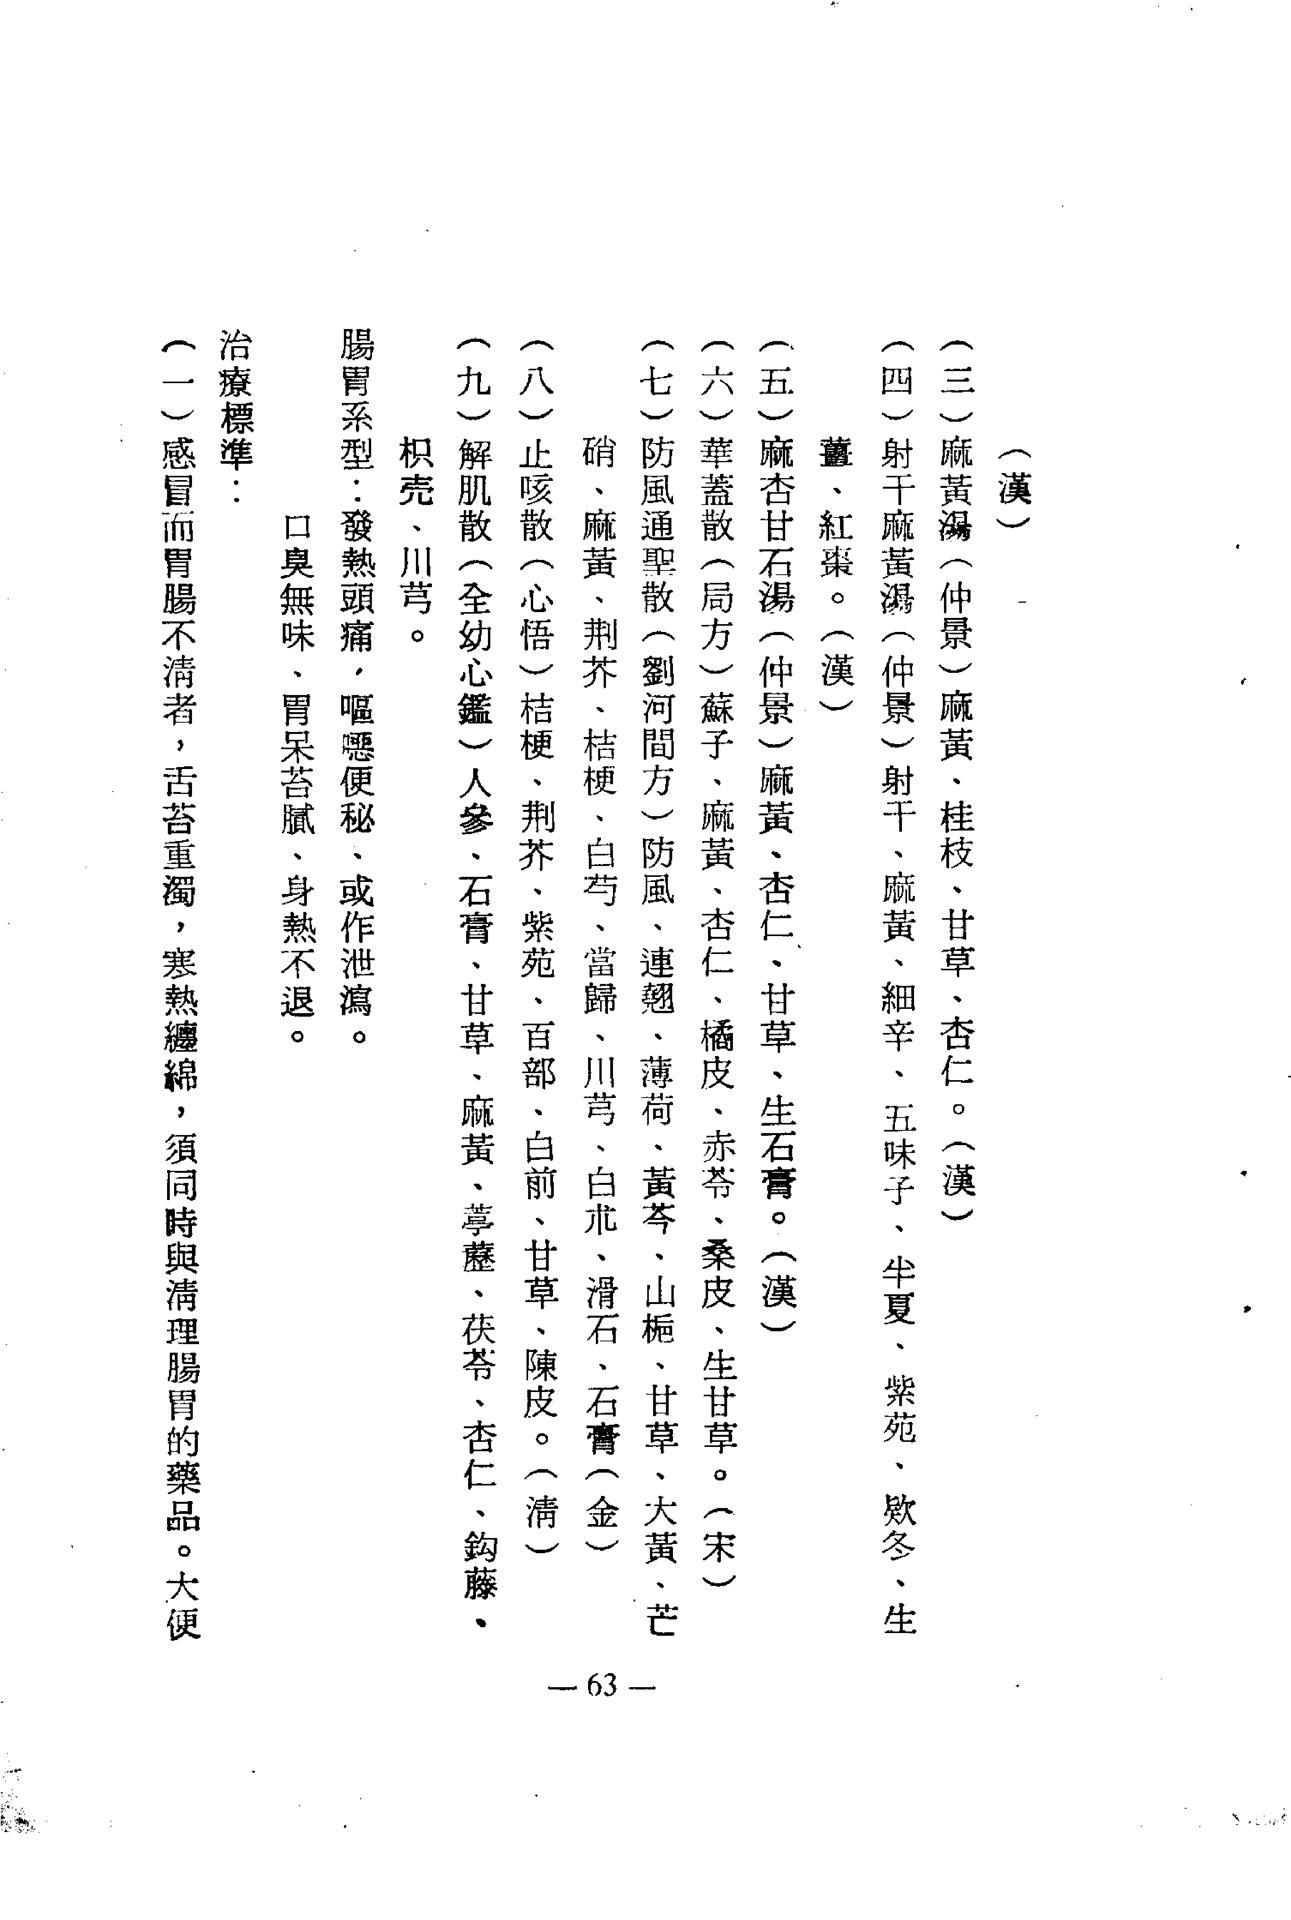 （漢）
（三）麻黃湯（仲景）麻黃、桂枝、甘草、杏仁。（漢）
（四）射干麻黃湯（仲景）射干、麻黃、細辛、五味子、半夏、紫苑、欵冬、生
薑、紅棗。（漢）
（五）麻杏甘石湯（仲景）麻黃、杏仁、甘草、生石膏。（漢）
（六）華蓋散（局方）蘇子、麻黃、杏仁、橘皮、赤苓、桑皮、生甘草。（宋）
（七）防風通聖散（劉河間方）防風、連翹、薄荷、黃芩、山梔、甘草、大黃、芒
硝、麻黃、荆芥、桔梗、白芍、當歸、川芎、白朮、滑石、石膏（金）
（八）止咳散（心悟）桔梗、荆芥、紫苑、百部、白前、甘草、陳皮。（淸）
（九）解肌散（全幼心鑑）人參、石膏、甘草、麻黃、葶藶、茯苓、杏仁、鈎藤、
枳壳、川芎。
腸胃系型：發熱頭痛，嘔噁便秘、或作泄瀉。
口臭無味、胃呆苔膩、身熱不退。
治療標準：
（一）感冒而胃腸不淸者，舌苔重濁，寒熱纏綿，須同時與淸理腸胃的藥品。大便
— 63 —